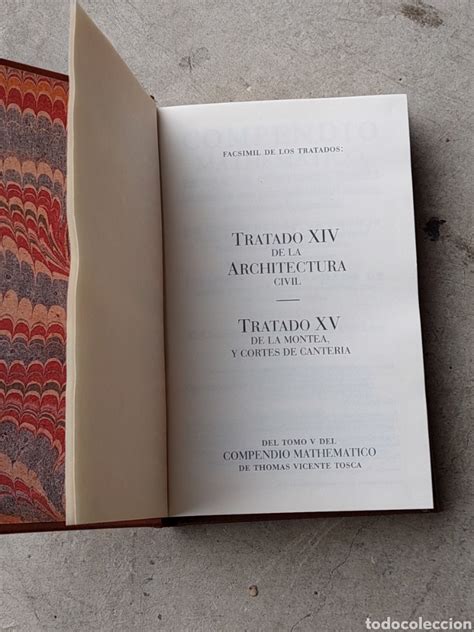 FACSIMIL DE LOS TRATADOS:
TRATADO XIV
DE LA
ARCHITECTURA
CIVIL
TRATADO XV
DE LA MONTEA,
Y CORTES DE CANTERIA
DEL TOMO V DEL
COMPENDIO MATHEMATICO
DE THOMAS VICENTE TOSCA
todocoleccion